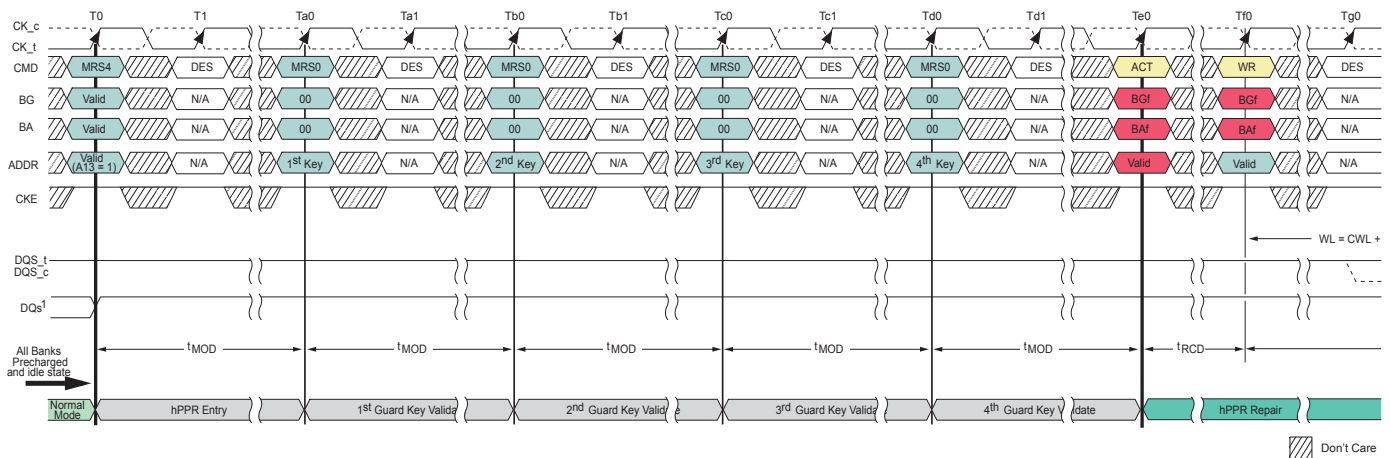 T0 T1 Ta0 Ta1 Tb0 Tb1 Tc0 Tc1 Td0 Td1 Te0 Tf0 Tg0
CK_c
CK_t
CMD MRS4 DES MRS0 DES MRS0 DES MRS0 DES MRS0 DES ACT WR DES
BG Valid N/A 00 N/A 00 N/A 00 N/A 00 N/A BGf BGf N/A
BA Valid N/A 00 N/A 00 N/A 00 N/A 00 N/A BAf BAf N/A
ADDR Valid (A13 = 1) N/A 1st Key N/A 2nd Key N/A 3rd Key N/A 4th Key N/A Valid Valid N/A
CKE
WL = CWL +
DQS_t
DQS_c
DQs1
tMOD tMOD tMOD tMOD tMOD tRCD
All Banks
Precharged
and idle state
Normal Mode hPPR Entry 1st Guard Key Valida 2nd Guard Key Valida e 3rd Guard Key Valida 4th Guard Key V idate hPPR Repair
Don't Care